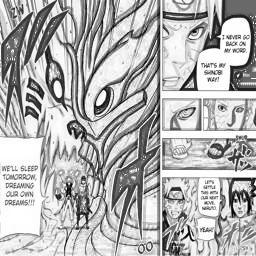 I NEVER
GO BACK
ON MY
WORD.
THAT'S MY
SHINOBI
WAY!
LET'S
SETTLE
THIS WITH
OUR NEXT
MOVE,
NARUTO.
WE'LL SLEEP
TOMORROW,
DREAMING
OUR OWN
DREAMS!!!